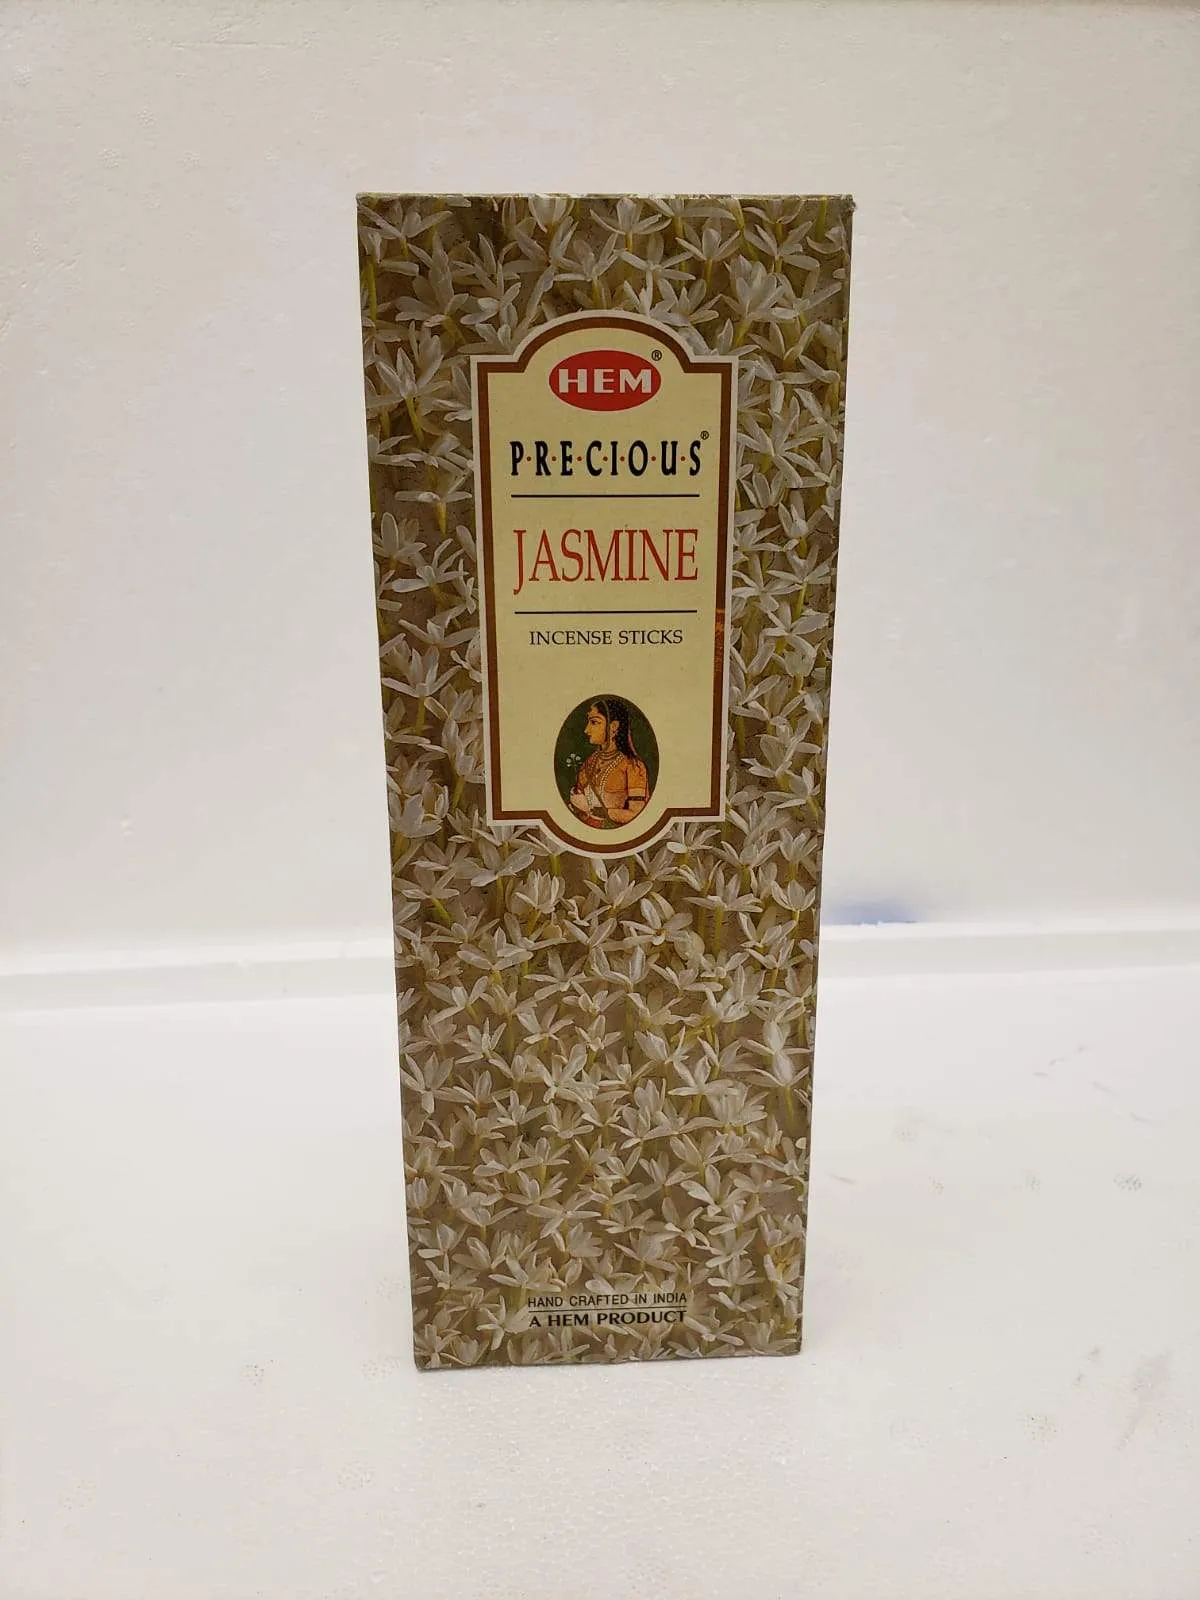 HEM®
P·R·E·C·I·O·U·S®
JASMINE
INCENSE STICKS
HAND CRAFTED IN INDIA
A HEM PRODUCT